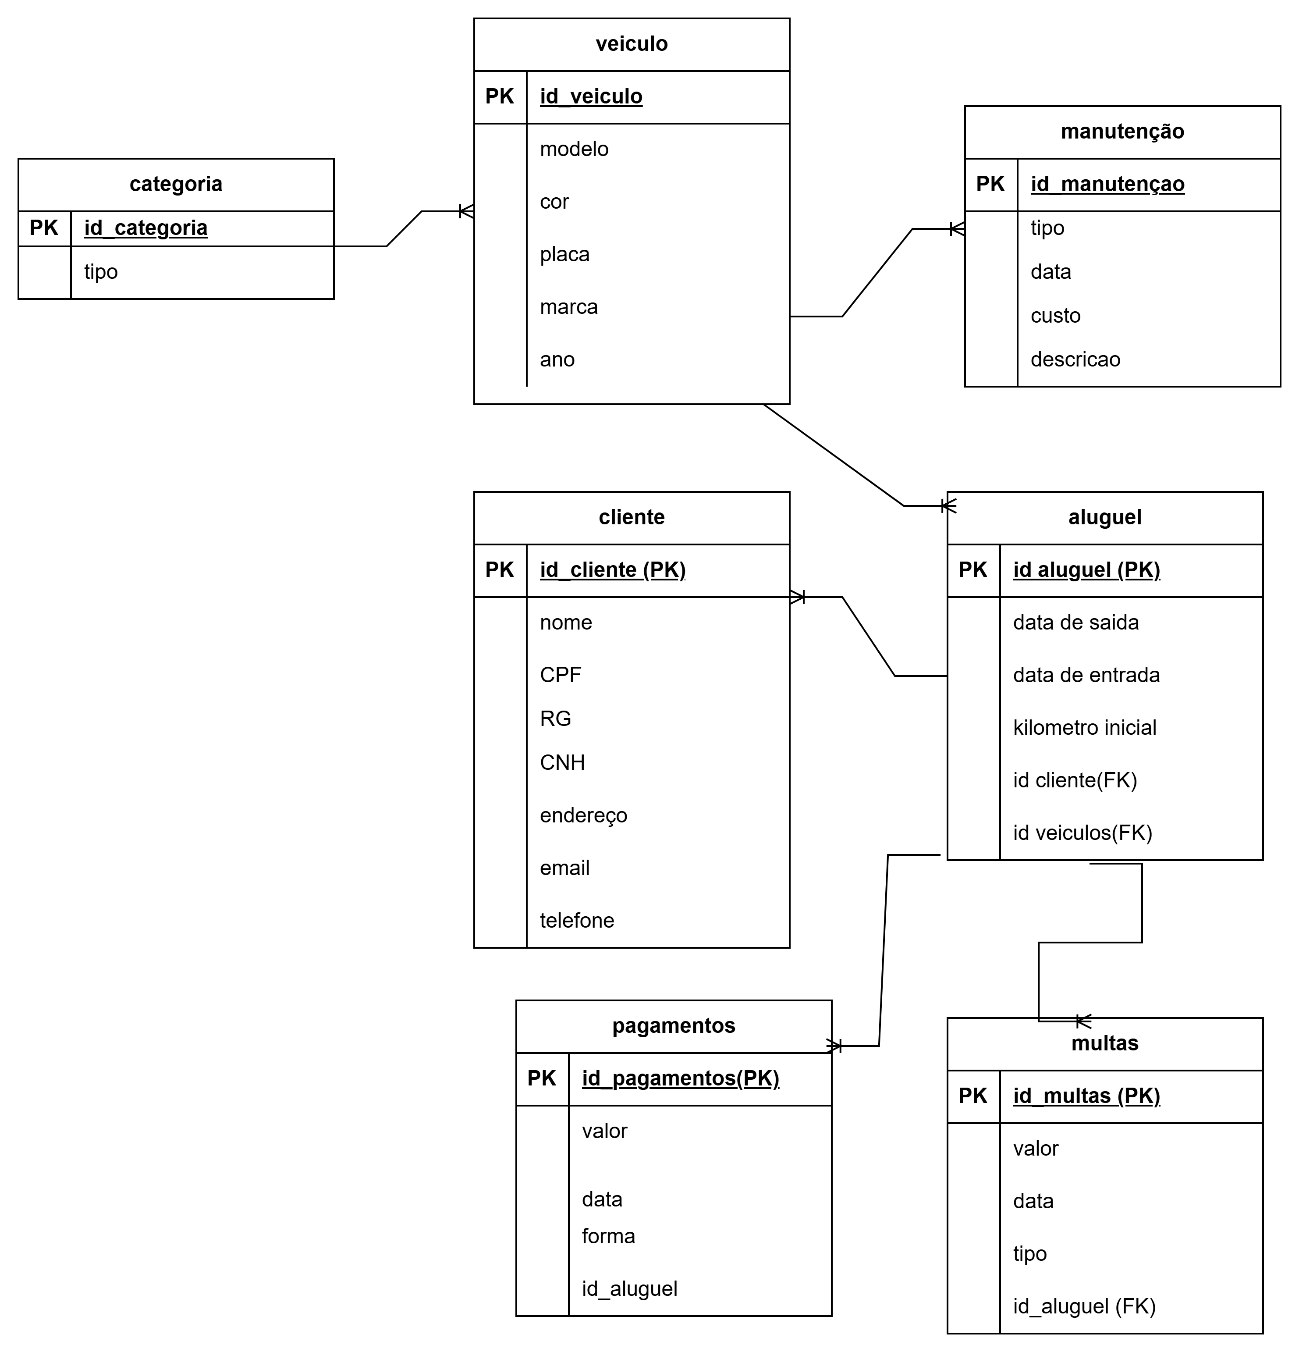 veiculo
PK id_veiculo
modelo
cor
placa
marca
ano
manutenção
PK id_manutençao
tipo
data
custo
descricao
categoria
PK id_categoria
tipo
cliente
PK id_cliente (PK)
nome
CPF
RG
CNH
endereço
email
telefone
aluguel
PK id aluguel (PK)
data de saida
data de entrada
kilometro inicial
id cliente(FK)
id veiculos(FK)
pagamentos
PK id_pagamentos(PK)
valor
data
forma
id_aluguel
multas
PK id_multas (PK)
valor
data
tipo
id_aluguel (FK)